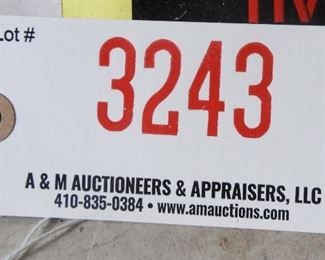 Lot #
3243
A & M AUCTIONEERS & APPRAISERS, LLC
410-835-0384 • www.amauctions.com